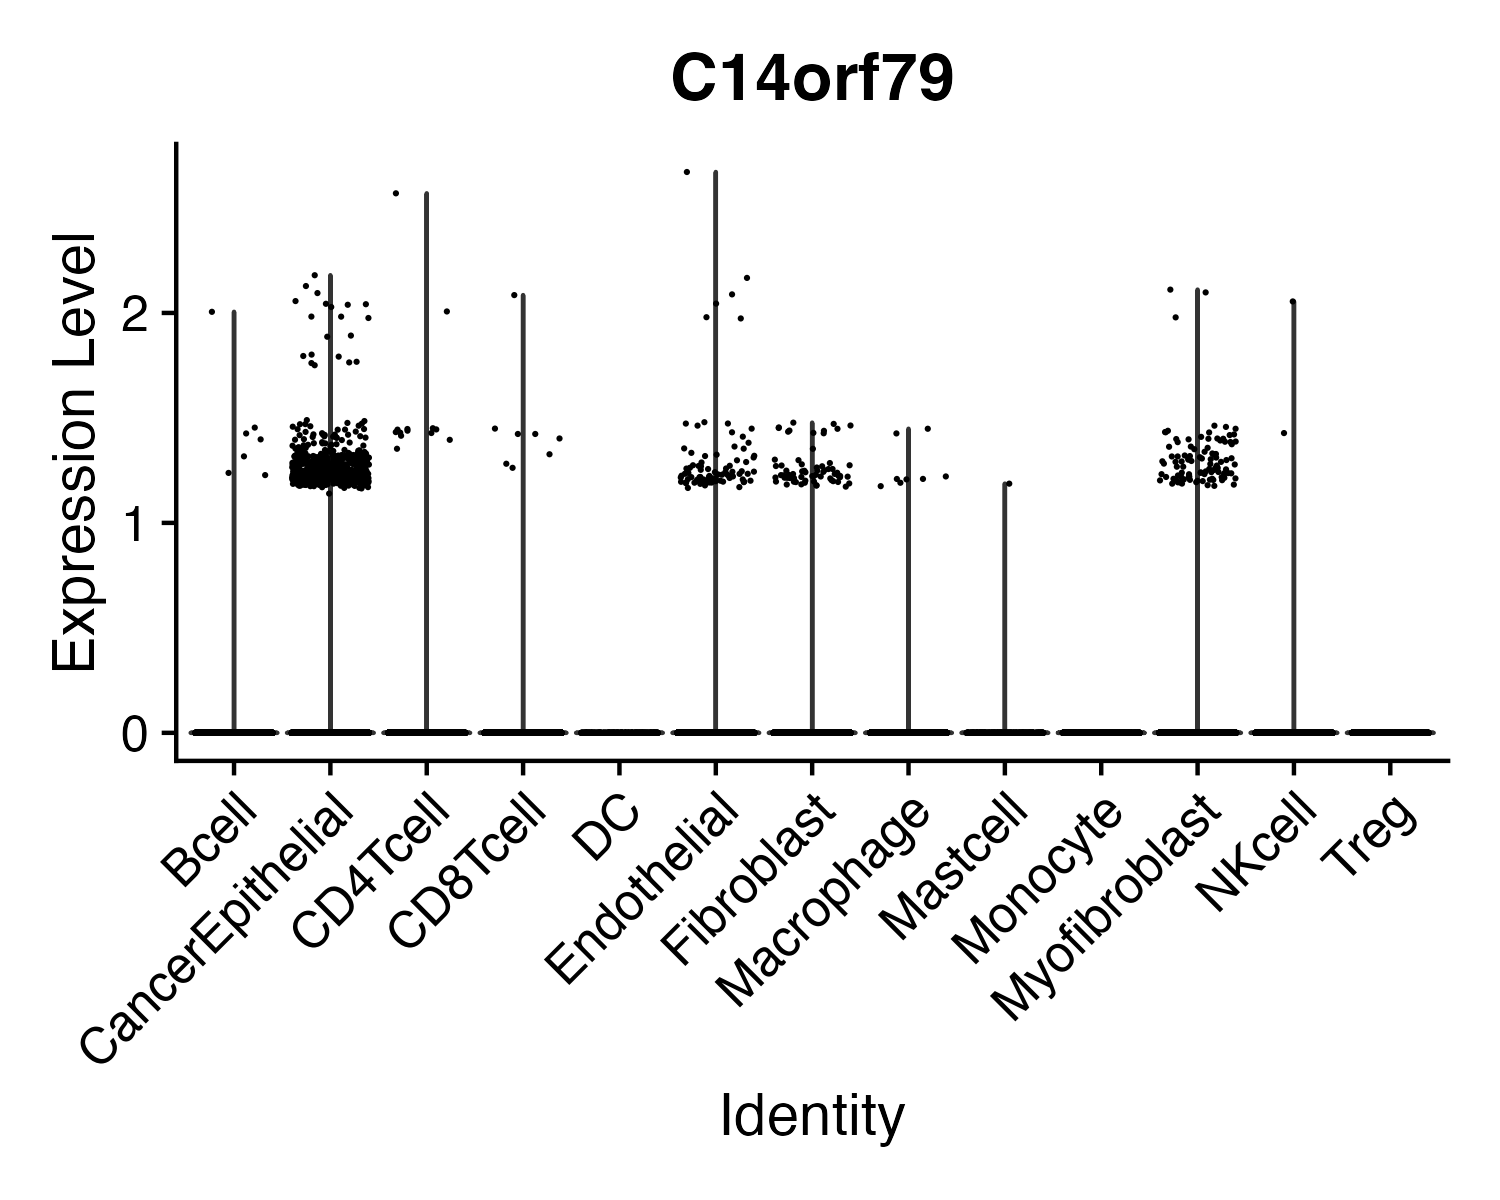 C14orf79
Expression Level
2
1
0
Bcell
CancerEpithelial
CD4Tcell
CD8Tcell
DC
Endothelial
Fibroblast
Macrophage
Mastcell
Monocyte
Myofibroblast
NKcell
Treg
Identity